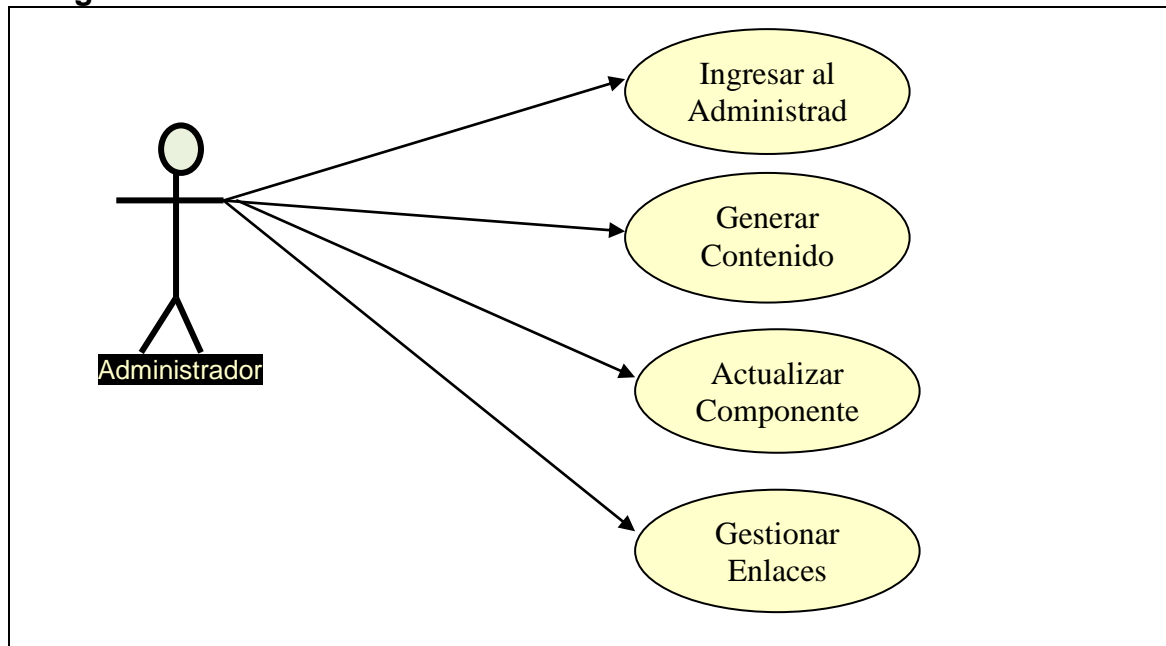 Ingresar al
Administrad
Generar
Contenido
Administrador
Actualizar
Componente
Gestionar
Enlaces